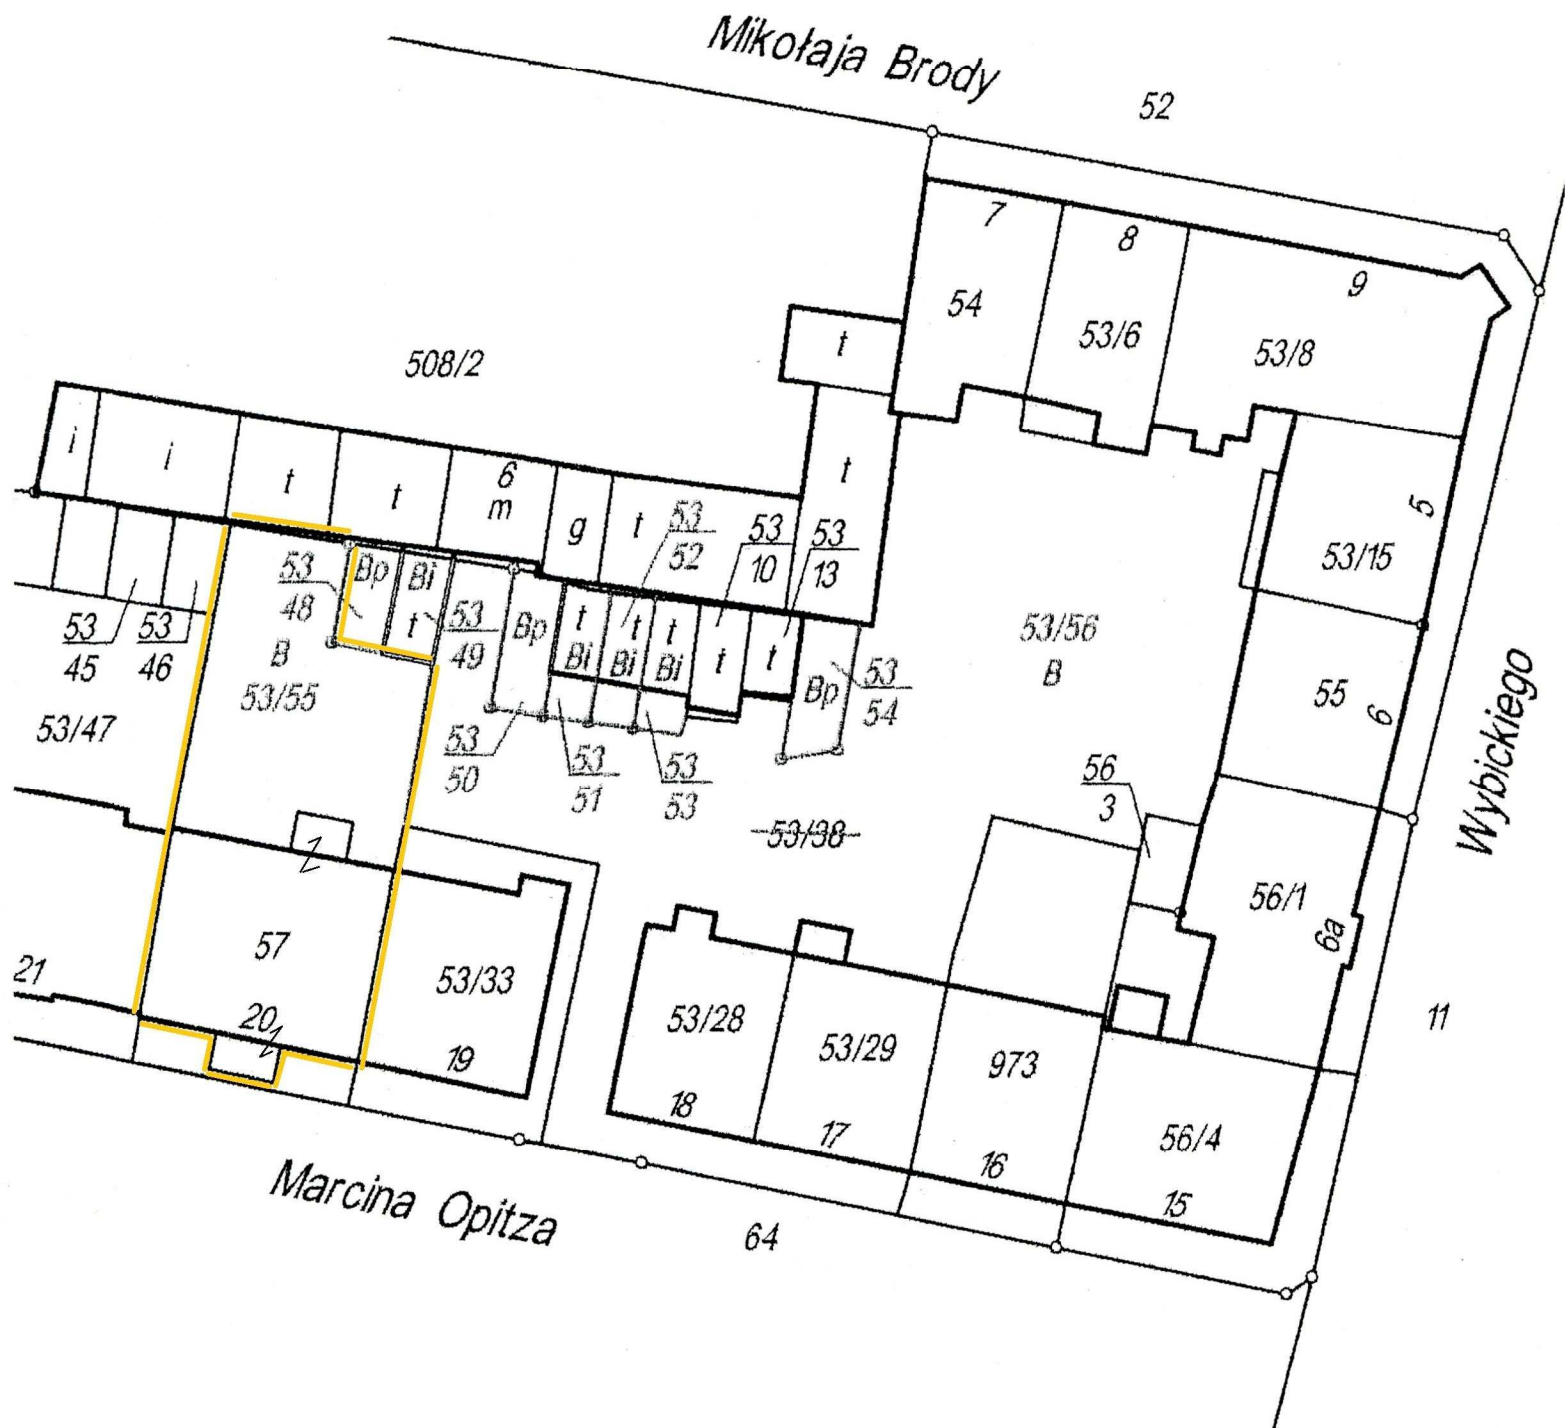 Mikołaja Brody
52
7
8
9
54
53/6
53/8
t
508/2
i
i
t
t
6
m
g
t
t
53
52
53
10
53
13
5
53/15
53
48
Bp
Bi
t
53
49
Bp
t
Bi
t
Bi
t
Bi
t
t
Bp
53
54
53/56
B
53
45
53
46
B
53/55
53/47
55
6
Wybickiego
53
50
53
51
53
53
56
3
53/38
56/1
6a
57
53/33
21
20
19
53/28
53/29
973
11
18
17
16
56/4
15
Marcina Opitza
64